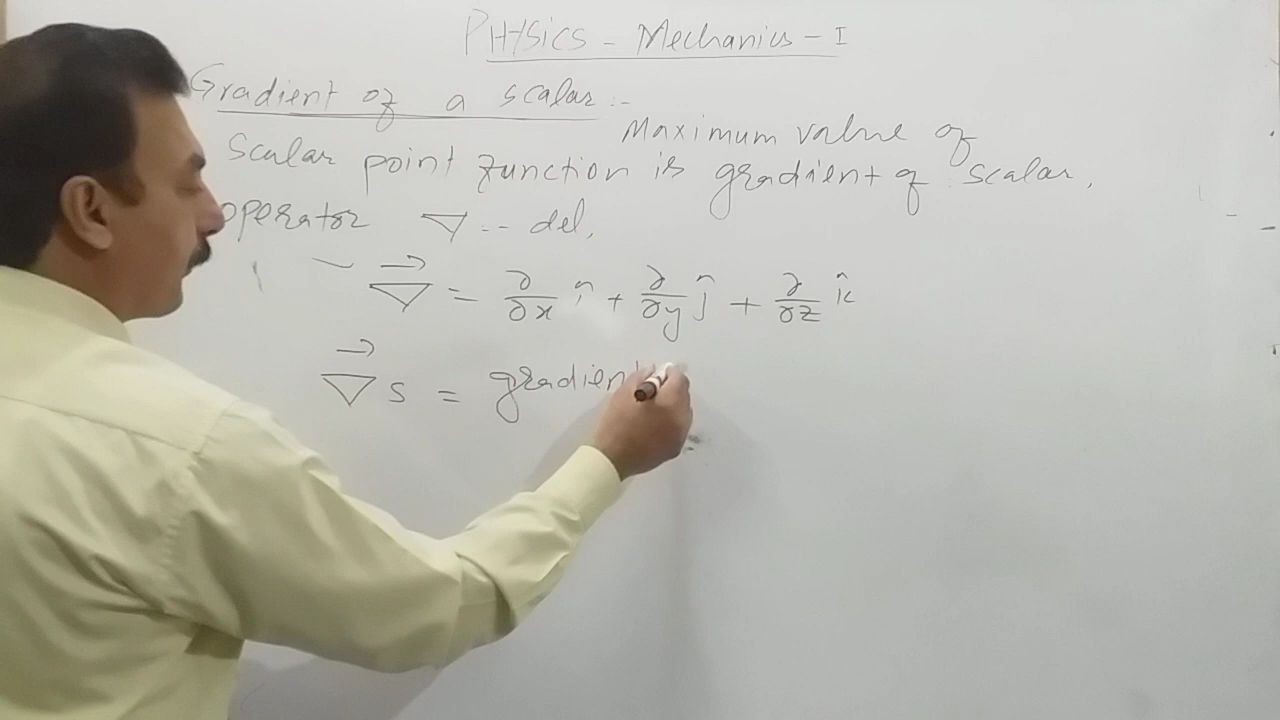 Physics - Mechanics - I
Gradient of a scalar :-
Maximum value of
Scalar point function is gradient of scalar.
operator ∇ :-- del,
∇⃗ = ∂/∂x î + ∂/∂y ĵ + ∂/∂z k̂
∇⃗ s = gradient